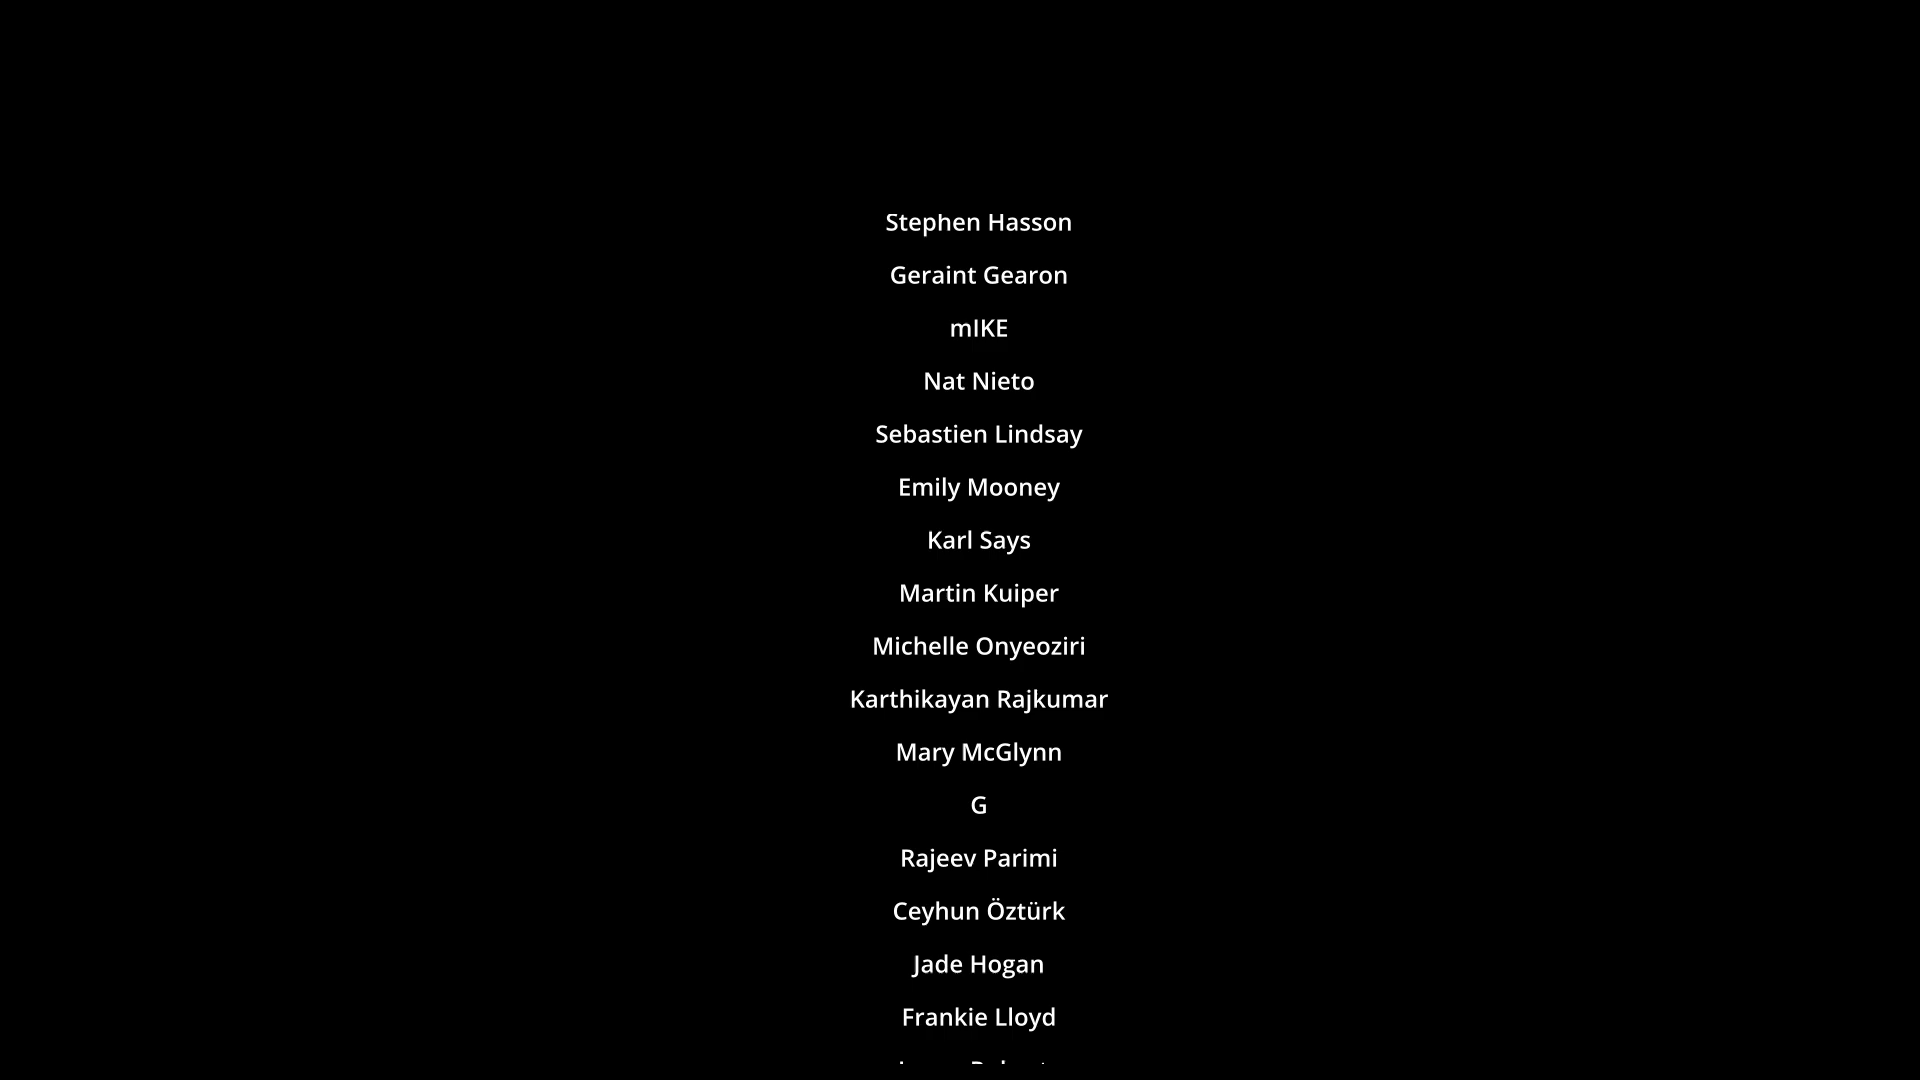 Stephen Hasson
Geraint Gearon
mIKE
Nat Nieto
Sebastien Lindsay
Emily Mooney
Karl Says
Martin Kuiper
Michelle Onyeoziri
Karthikayan Rajkumar
Mary McGlynn
G
Rajeev Parimi
Ceyhun Öztürk
Jade Hogan
Frankie Lloyd